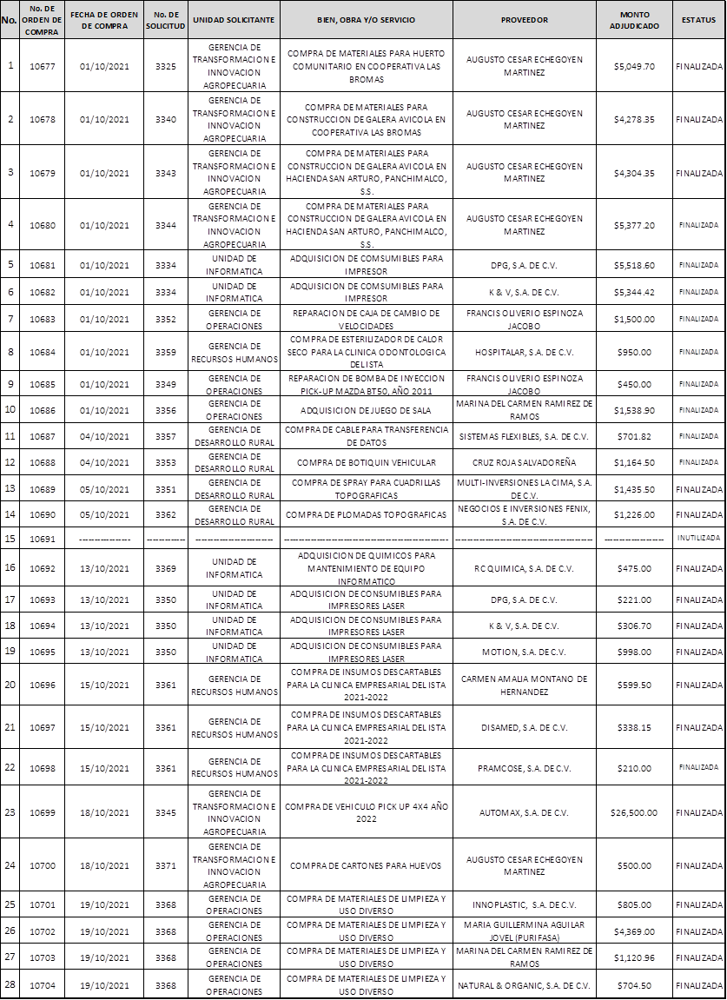 No. No. DE ORDEN DE COMPRA FECHA DE ORDEN DE COMPRA No. DE SOLICITUD UNIDAD SOLICITANTE BIEN, OBRA Y/O SERVICIO PROVEEDOR MONTO ADJUDICADO ESTATUS
1 10677 01/10/2021 3325 GERENCIA DE TRANSFORMACION E INNOVACION AGROPECUARIA COMPRA DE MATERIALES PARA HUERTO COMUNITARIO EN COOPERATIVA LAS BROMAS AUGUSTO CESAR ECHEGOYEN MARTINEZ $5,049.70 FINALIZADA
2 10678 01/10/2021 3340 GERENCIA DE TRANSFORMACION E INNOVACION AGROPECUARIA COMPRA DE MATERIALES PARA CONSTRUCCION DE GALERA AVICOLA EN COOPERATIVA LAS BROMAS AUGUSTO CESAR ECHEGOYEN MARTINEZ $4,278.35 FINALIZADA
3 10679 01/10/2021 3343 GERENCIA DE TRANSFORMACION E INNOVACION AGROPECUARIA COMPRA DE MATERIALES PARA CONSTRUCCION DE GALERA AVICOLA EN HACIENDA SAN ARTURO, PANCHIMALCO, S.S. AUGUSTO CESAR ECHEGOYEN MARTINEZ $4,304.35 FINALIZADA
4 10680 01/10/2021 3344 GERENCIA DE TRANSFORMACION E INNOVACION AGROPECUARIA COMPRA DE MATERIALES PARA CONSTRUCCION DE GALERA AVICOLA EN HACIENDA SAN ARTURO, PANCHIMALCO, S.S. AUGUSTO CESAR ECHEGOYEN MARTINEZ $5,377.20 FINALIZADA
5 10681 01/10/2021 3334 UNIDAD DE INFORMATICA ADQUISICION DE COMSUMIBLES PARA IMPRESOR DPG, S.A. DE C.V. $5,518.60 FINALIZADA
6 10682 01/10/2021 3334 UNIDAD DE INFORMATICA ADQUISICION DE COMSUMIBLES PARA IMPRESOR K & V, S.A. DE C.V. $5,344.42 FINALIZADA
7 10683 01/10/2021 3352 GERENCIA DE OPERACIONES REPARACION DE CAJA DE CAMBIO DE VELOCIDADES FRANCIS OLIVERIO ESPINOZA JACOBO $1,500.00 FINALIZADA
8 10684 01/10/2021 3359 GERENCIA DE RECURSOS HUMANOS COMPRA DE ESTERILIZADOR DE CALOR SECO PARA LA CLINICA ODONTOLOGICA DEL ISTA HOSPITALAR, S.A. DE C.V. $950.00 FINALIZADA
9 10685 01/10/2021 3349 GERENCIA DE OPERACIONES REPARACION DE BOMBA DE INYECCION PICK-UP MAZDA BT50, AÑO 2011 FRANCIS OLIVERIO ESPINOZA JACOBO $450.00 FINALIZADA
10 10686 01/10/2021 3356 GERENCIA DE OPERACIONES ADQUISICION DE JUEGO DE SALA MARINA DEL CARMEN RAMIREZ DE RAMOS $1,538.90 FINALIZADA
11 10687 04/10/2021 3357 GERENCIA DE DESARROLLO RURAL COMPRA DE CABLE PARA TRANSFERENCIA DE DATOS SISTEMAS FLEXIBLES, S.A. DE C.V. $701.82 FINALIZADA
12 10688 04/10/2021 3353 GERENCIA DE DESARROLLO RURAL COMPRA DE BOTIQUIN VEHICULAR CRUZ ROJA SALVADOREÑA $1,164.50 FINALIZADA
13 10689 05/10/2021 3351 GERENCIA DE DESARROLLO RURAL COMPRA DE SPRAY PARA CUADRILLAS TOPOGRAFICAS MULTI-INVERSIONES LA CIMA, S.A. DE C.V. $1,435.50 FINALIZADA
14 10690 05/10/2021 3362 GERENCIA DE DESARROLLO RURAL COMPRA DE PLOMADAS TOPOGRAFICAS NEGOCIOS E INVERSIONES FENIX, S.A. DE C.V. $1,226.00 FINALIZADA
15 10691 ----------------- ------------- -------------------------- ------------------------------------------------------- ---------------------------------------------- ------------------- INUTILIZADA
16 10692 13/10/2021 3369 UNIDAD DE INFORMATICA ADQUISICION DE QUIMICOS PARA MANTENIMIENTO DE EQUIPO INFORMATICO RC QUIMICA, S.A. DE C.V. $475.00 FINALIZADA
17 10693 13/10/2021 3350 UNIDAD DE INFORMATICA ADQUISICION DE CONSUMIBLES PARA IMPRESORES LASER DPG, S.A. DE C.V. $221.00 FINALIZADA
18 10694 13/10/2021 3350 UNIDAD DE INFORMATICA ADQUISICION DE CONSUMIBLES PARA IMPRESORES LASER K & V, S.A. DE C.V. $306.70 FINALIZADA
19 10695 13/10/2021 3350 UNIDAD DE INFORMATICA ADQUISICION DE CONSUMIBLES PARA IMPRESORES LASER MOTION, S.A. DE C.V. $998.00 FINALIZADA
20 10696 15/10/2021 3361 GERENCIA DE RECURSOS HUMANOS COMPRA DE INSUMOS DESCARTABLES PARA LA CLINICA EMPRESARIAL DEL ISTA 2021-2022 CARMEN AMALIA MONTANO DE HERNANDEZ $599.50 FINALIZADA
21 10697 15/10/2021 3361 GERENCIA DE RECURSOS HUMANOS COMPRA DE INSUMOS DESCARTABLES PARA LA CLINICA EMPRESARIAL DEL ISTA 2021-2022 DISAMED, S.A. DE C.V. $338.15 FINALIZADA
22 10698 15/10/2021 3361 GERENCIA DE RECURSOS HUMANOS COMPRA DE INSUMOS DESCARTABLES PARA LA CLINICA EMPRESARIAL DEL ISTA 2021-2022 PRAMCOSE, S.A. DE C.V. $210.00 FINALIZADA
23 10699 18/10/2021 3345 GERENCIA DE TRANSFORMACION E INNOVACION AGROPECUARIA COMPRA DE VEHICULO PICK UP 4X4 AÑO 2022 AUTOMAX, S.A. DE C.V. $26,500.00 FINALIZADA
24 10700 18/10/2021 3371 GERENCIA DE TRANSFORMACION E INNOVACION AGROPECUARIA COMPRA DE CARTONES PARA HUEVOS AUGUSTO CESAR ECHEGOYEN MARTINEZ $500.00 FINALIZADA
25 10701 19/10/2021 3368 GERENCIA DE OPERACIONES COMPRA DE MATERIALES DE LIMPIEZA Y USO DIVERSO INNOPLASTIC, S.A. DE C.V. $805.00 FINALIZADA
26 10702 19/10/2021 3368 GERENCIA DE OPERACIONES COMPRA DE MATERIALES DE LIMPIEZA Y USO DIVERSO MARIA GUILLERMINA AGUILAR JOVEL (PURIFASA) $4,369.00 FINALIZADA
27 10703 19/10/2021 3368 GERENCIA DE OPERACIONES COMPRA DE MATERIALES DE LIMPIEZA Y USO DIVERSO MARINA DEL CARMEN RAMIREZ DE RAMOS $1,120.96 FINALIZADA
28 10704 19/10/2021 3368 GERENCIA DE OPERACIONES COMPRA DE MATERIALES DE LIMPIEZA Y USO DIVERSO NATURAL & ORGANIC, S.A. DE C.V. $704.50 FINALIZADA